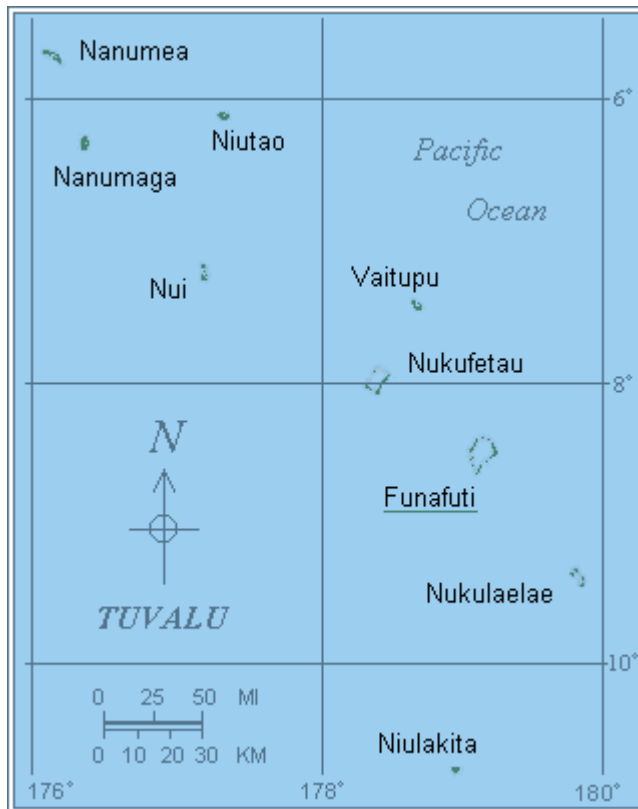 Nanumea
6°
Niutao
Pacific
Nanumaga
Ocean
Vaitupu
Nui
Nukufetau
8°
N
Funafuti
Nukulaelae
TUVALU
10°
0 25 50 MI
0 10 20 30 KM
Niulakita
176° 178° 180°